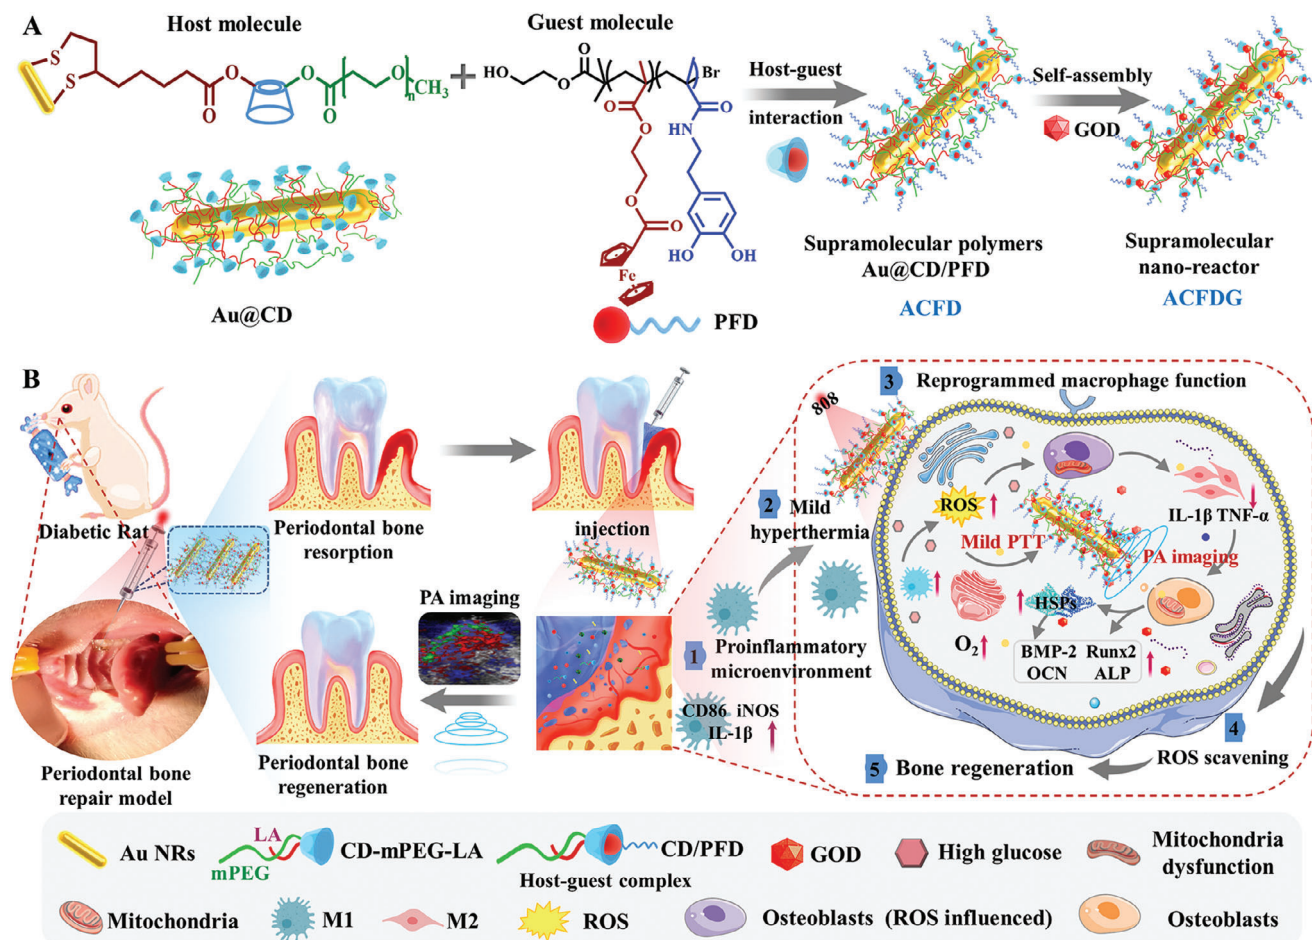 A
Host molecule
Guest molecule
S
S
O
O
O
O
O
n
CH3
+
HO
O
O
Br
O
O
O
HN
O
O
O
Fe
HO
OH
PFD
Au@CD
Host-guest
interaction
Supramolecular polymers
Au@CD/PFD
ACFD
Self-assembly
GOD
Supramolecular
nano-reactor
ACFDG
B
Diabetic Rat
Periodontal bone
resorption
injection
Periodontal bone
repair model
Periodontal bone
regeneration
PA imaging
1 Proinflammatory
microenvironment
CD86 iNOS
IL-1β
2 Mild
hyperthermia
3 Reprogrammed macrophage function
808
ROS
Mild PTT
IL-1β TNF-α
PA imaging
HSPs
O2
BMP-2 Runx2
OCN ALP
4
ROS scavening
5 Bone regeneration
Au NRs
LA
mPEG
CD-mPEG-LA
CD/PFD
Host-guest complex
GOD
High glucose
Mitochondria
dysfunction
Mitochondria
M1
M2
ROS
Osteoblasts (ROS influenced)
Osteoblasts